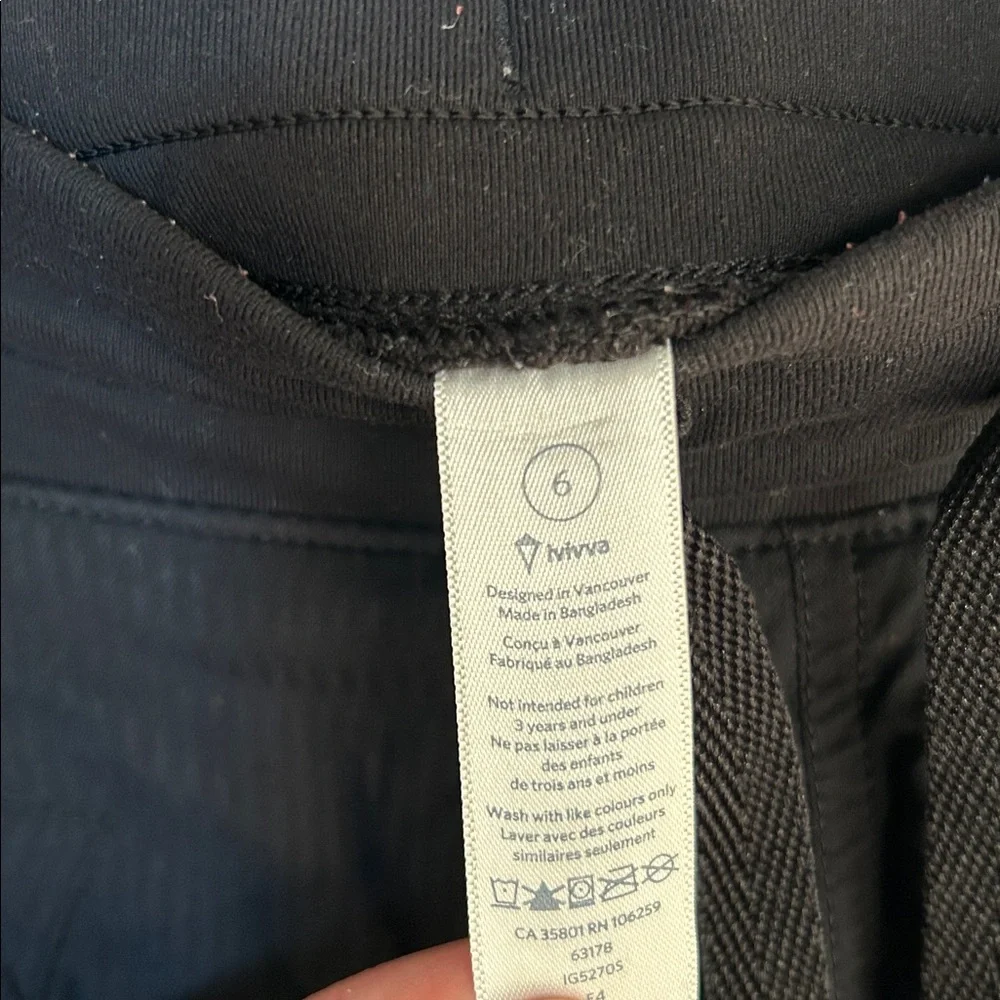 6
ivivva
Designed in Vancouver
Made in Bangladesh
Conçu à Vancouver
Fabriqué au Bangladesh
Not intended for children
3 years and under
Ne pas laisser à la portée
des enfants
de trois ans et moins
Wash with like colours only
Laver avec des couleurs
similaires seulement
CA 35801 RN 106259
63178
IG5270S